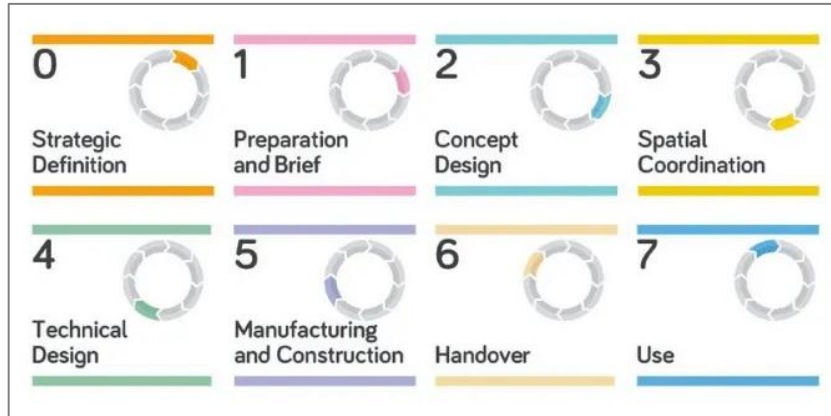 0
Strategic
Definition
1
Preparation
and Brief
2
Concept
Design
3
Spatial
Coordination
4
Technical
Design
5
Manufacturing
and Construction
6
Handover
7
Use